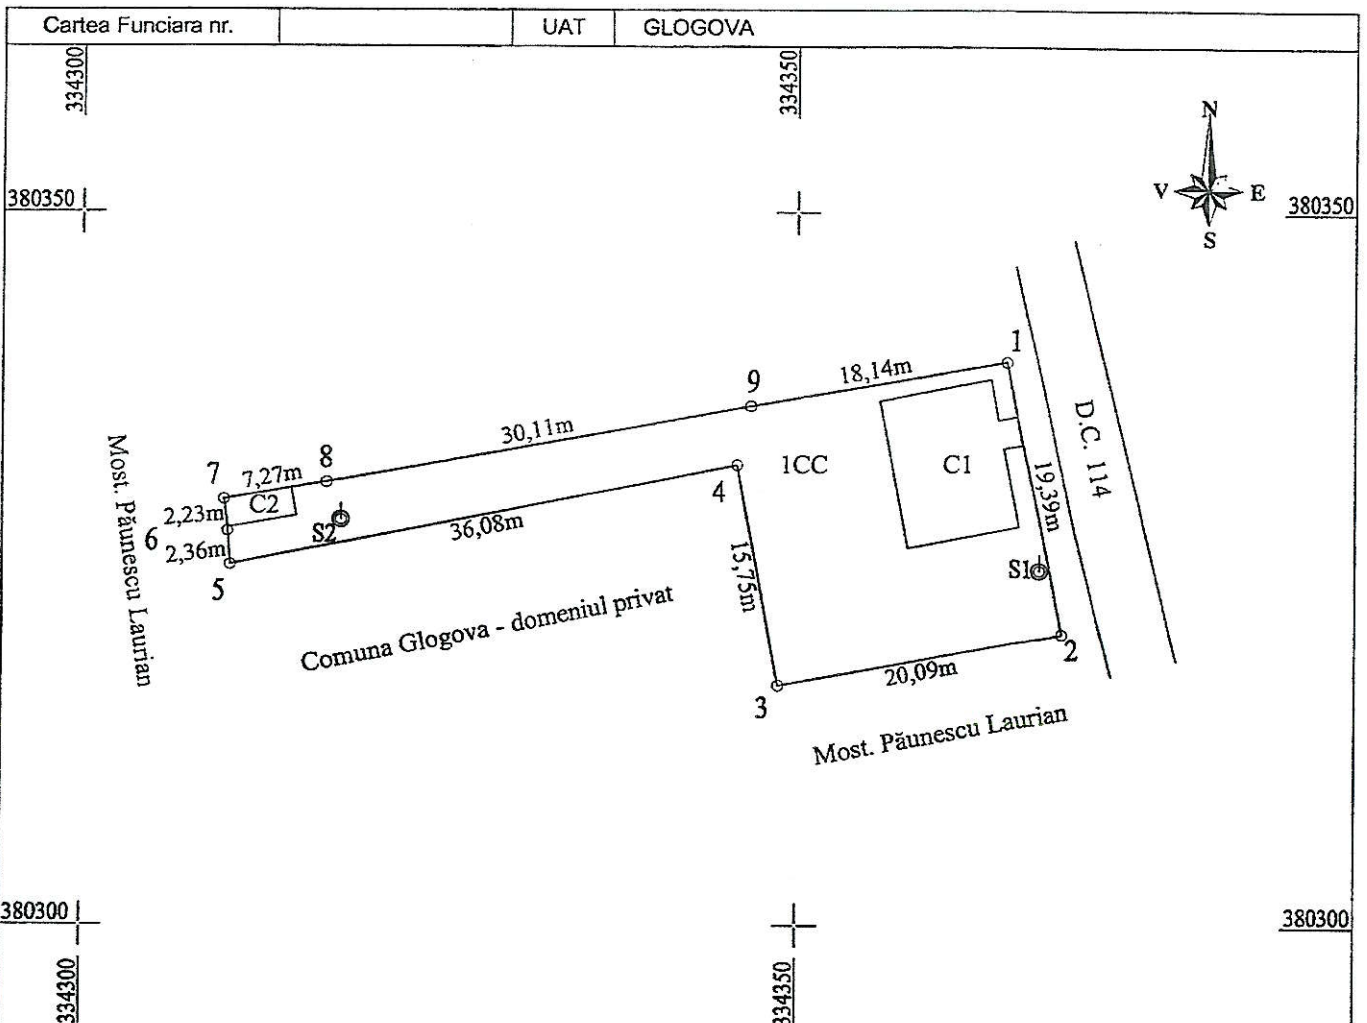 Cartea Funciara nr. UAT GLOGOVA
334300 334350
N
V E
S
380350 380350
1
9 18,14m
D.C. 114
30,11m
8
7 7,27m
C2
1CC C1
4
19,39m
2,23m
6
2,36m
S2
36,08m
5
15,75m
S1
Most. Păunescu Laurian
Comuna Glogova - domeniul privat
2
20,09m
3
Most. Păunescu Laurian
380300 380300
334300 334350